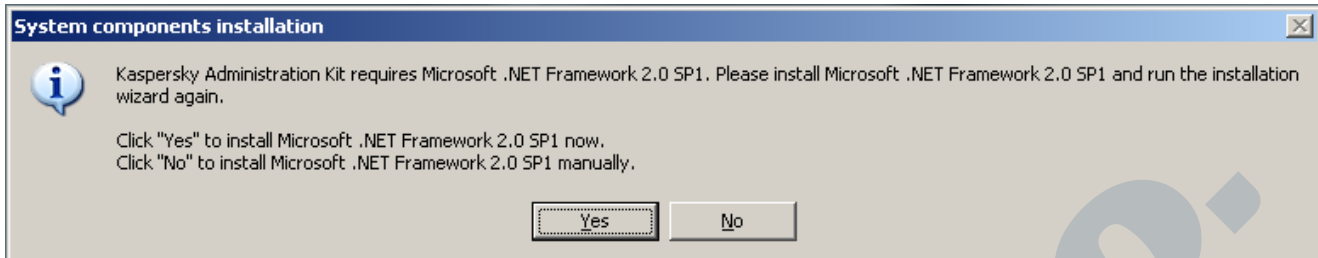 System components installation
Kaspersky Administration Kit requires Microsoft .NET Framework 2.0 SP1. Please install Microsoft .NET Framework 2.0 SP1 and run the installation
wizard again.
Click "Yes" to install Microsoft .NET Framework 2.0 SP1 now.
Click "No" to install Microsoft .NET Framework 2.0 SP1 manually.
Yes
No